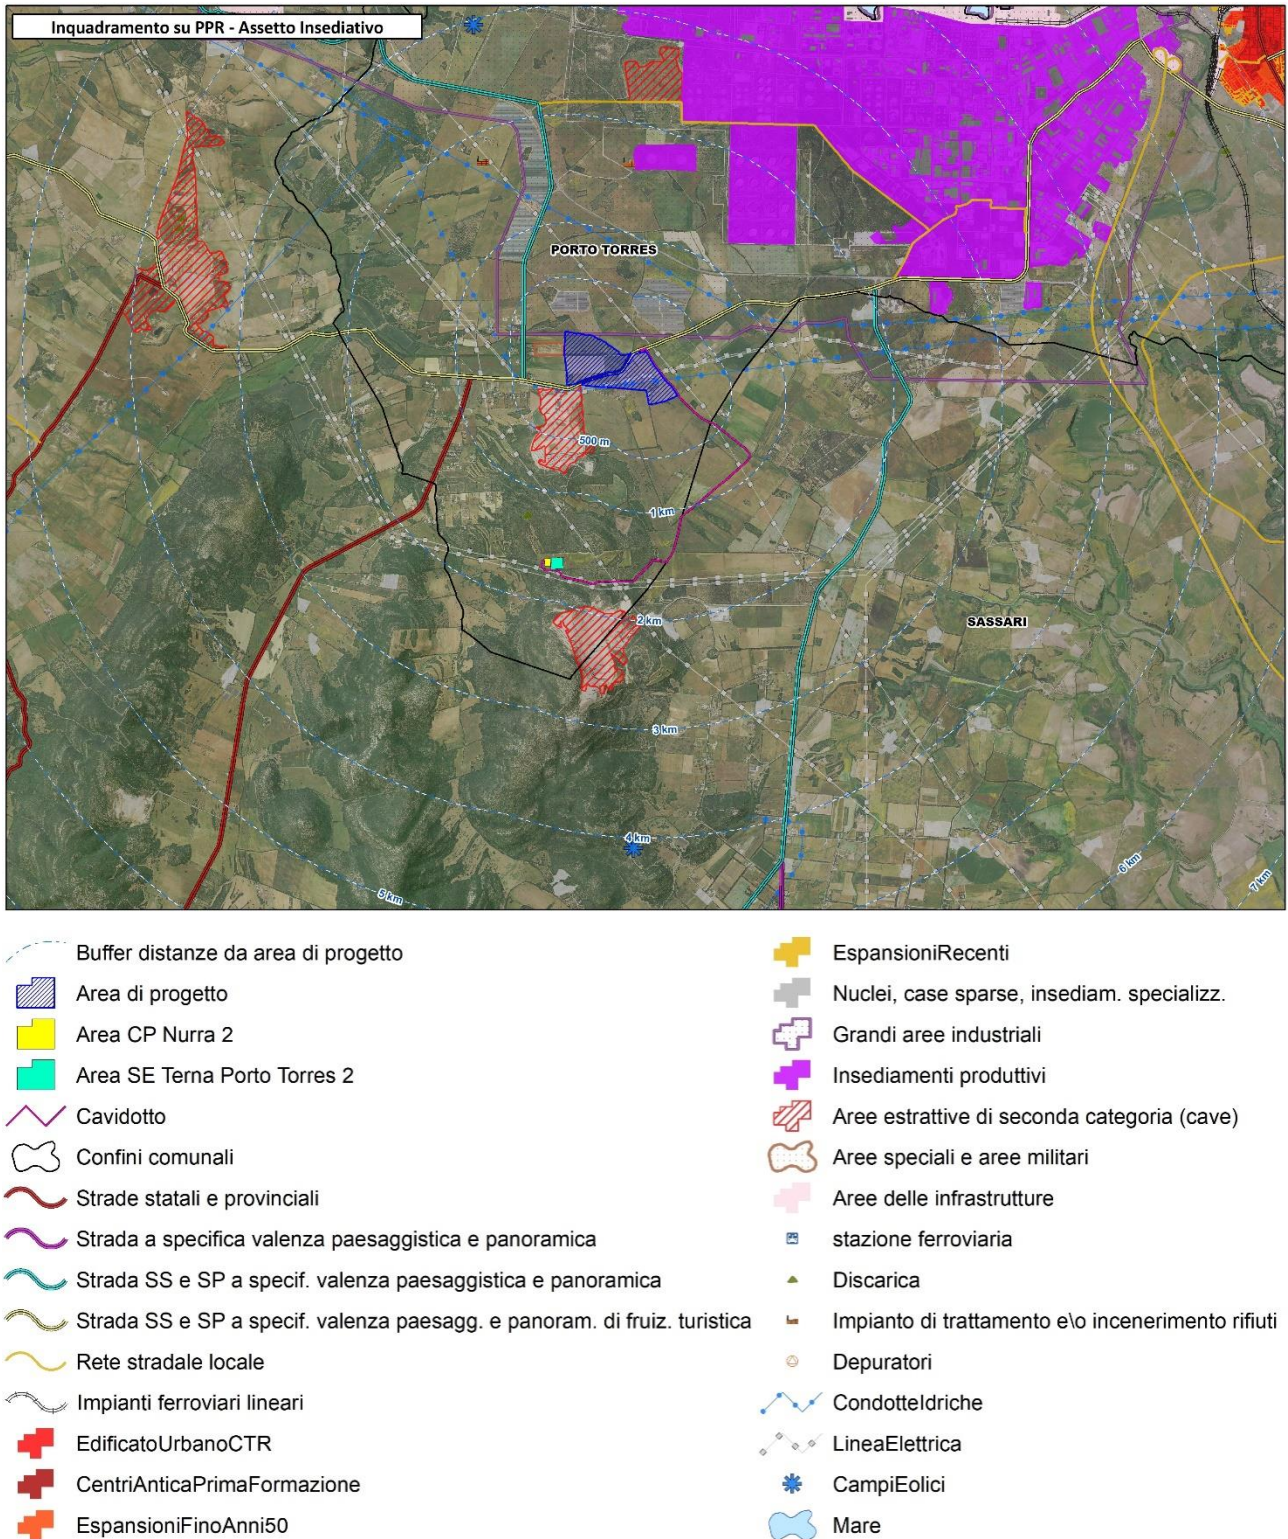 Inquadramento su PPR - Assetto Insediativo
PORTO TORRES
500 m
1 km
2 km
SASSARI
3 km
4 km
5 km
6 km
7 km
Buffer distanze da area di progetto
Area di progetto
Area CP Nurra 2
Area SE Terna Porto Torres 2
Cavidotto
Confini comunali
Strade statali e provinciali
Strada a specifica valenza paesaggistica e panoramica
Strada SS e SP a specif. valenza paesaggistica e panoramica
Strada SS e SP a specif. valenza paesagg. e panoram. di fruiz. turistica
Rete stradale locale
Impianti ferroviari lineari
EdificatoUrbanoCTR
CentriAnticaPrimaFormazione
EspansioniFinoAnni50
EspansioniRecenti
Nuclei, case sparse, insediam. specializz.
Grandi aree industriali
Insediamenti produttivi
Aree estrattive di seconda categoria (cave)
Aree speciali e aree militari
Aree delle infrastrutture
stazione ferroviaria
Discarica
Impianto di trattamento e\o incenerimento rifiuti
Depuratori
CondotteIdriche
LineaElettrica
CampiEolici
Mare